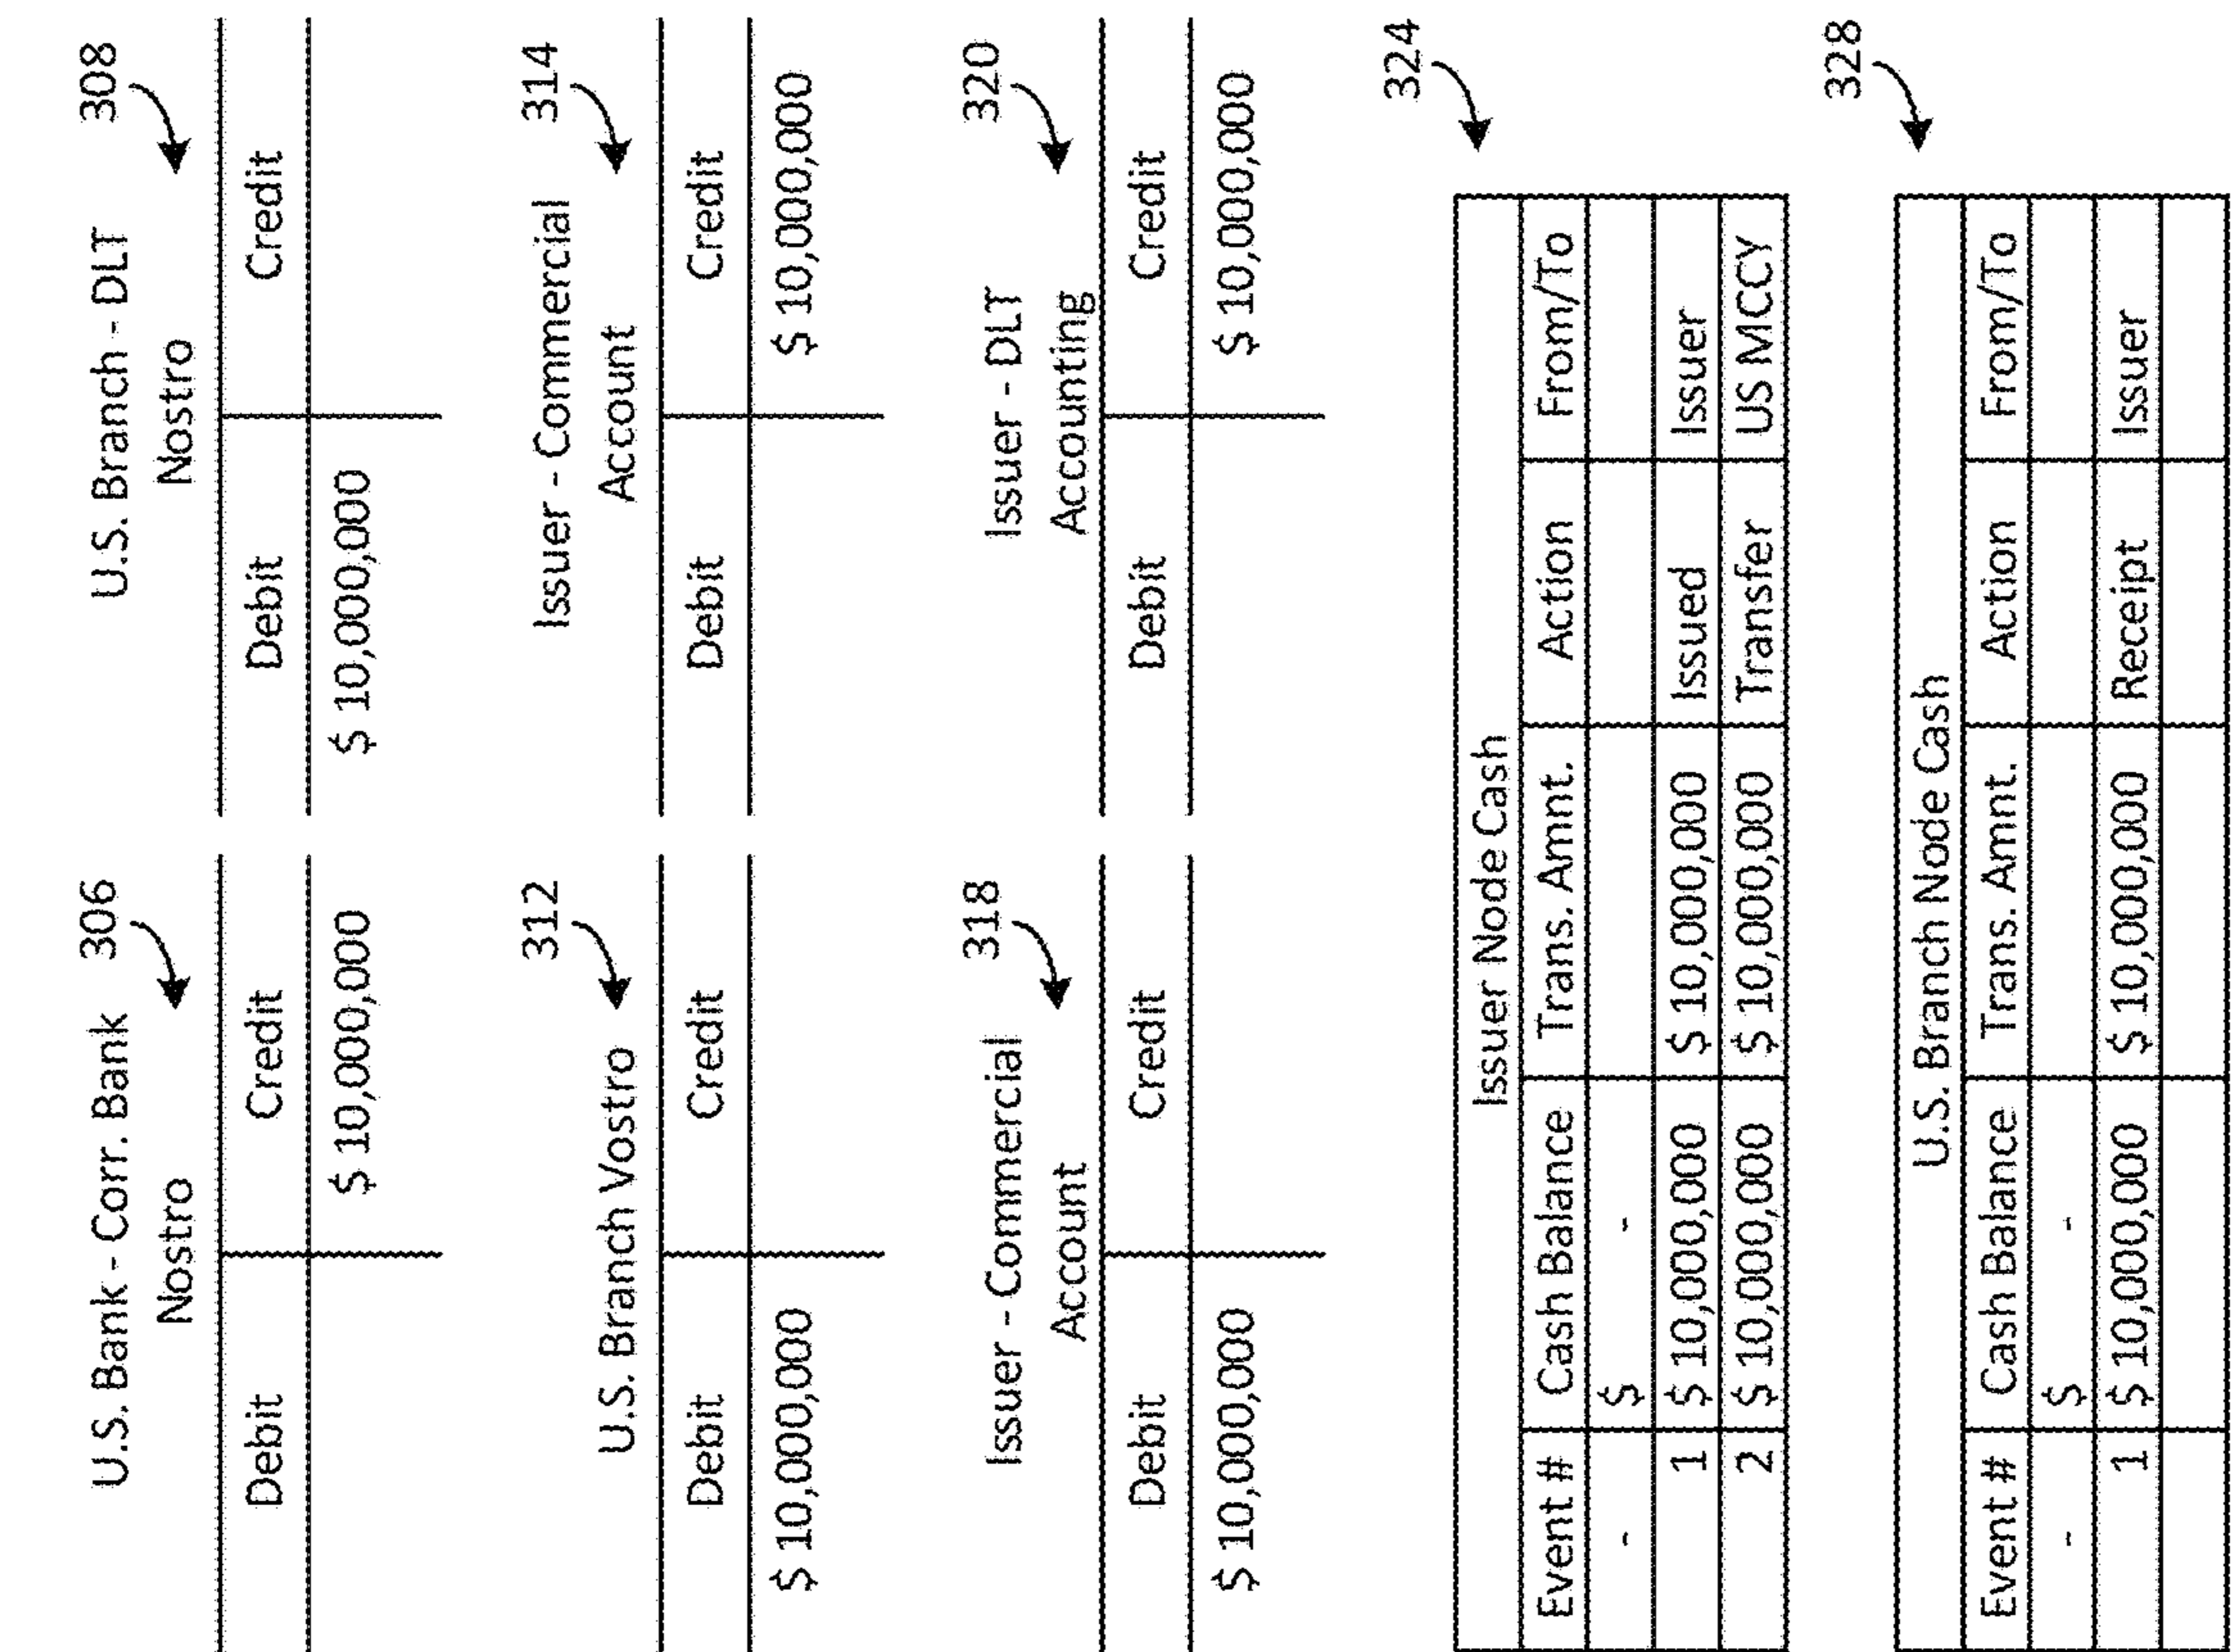 U.S. Bank - Corr. Bank 306
Nostro
Debit Credit
$ 10,000,000
U.S. Branch - DLT 308
Nostro
Debit Credit
$ 10,000,000
U.S. Branch Vostro 312
Debit Credit
$ 10,000,000
Issuer - Commercial 314
Account
Debit Credit
$ 10,000,000
Issuer - Commercial 318
Account
Debit Credit
$ 10,000,000
Issuer - DLT 320
Accounting
Debit Credit
$ 10,000,000
324
Issuer Node Cash
Event # Cash Balance Trans. Amnt. Action From/To
- $ -
1 $ 10,000,000 $ 10,000,000 Issued Issuer
2 $ 10,000,000 $ 10,000,000 Transfer US MCCY
328
U.S. Branch Node Cash
Event # Cash Balance Trans. Amnt. Action From/To
- $ -
1 $ 10,000,000 $ 10,000,000 Receipt Issuer